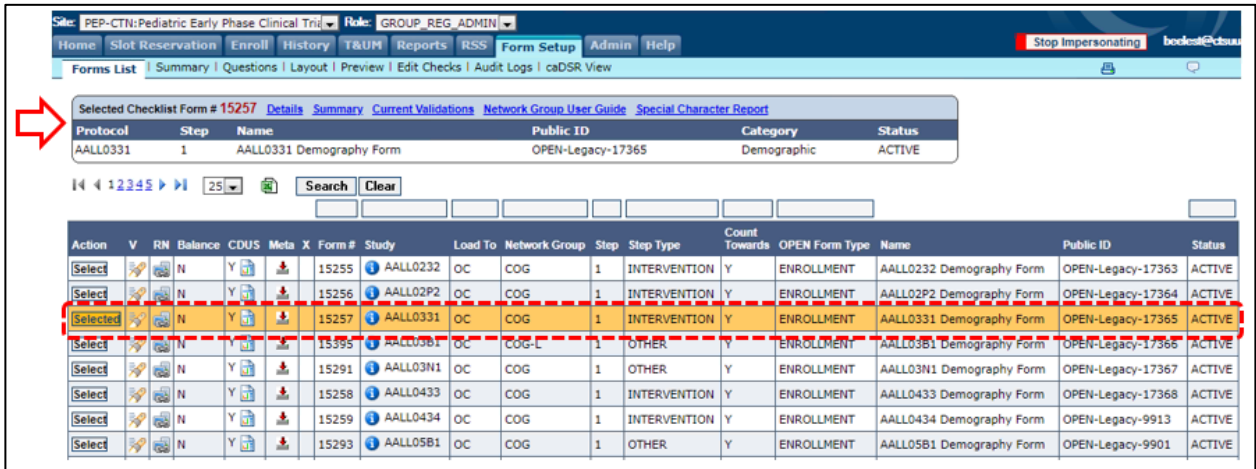 Site: PEP-CTN:Pediatric Early Phase Clinical Tria Role: GROUP_REG_ADMIN
Home Slot Reservation Enroll History T&UM Reports RSS Form Setup Admin Help Stop Impersonating
Forms List | Summary | Questions | Layout | Preview | Edit Checks | Audit Logs | caDSR View
Selected Checklist Form # 15257 Details Summary Current Validations Network Group User Guide Special Character Report
Protocol Step Name Public ID Category Status
AALL0331 1 AALL0331 Demography Form OPEN-Legacy-17365 Demographic ACTIVE
1 2 3 4 5 25 Search Clear
Action V RN Balance CDUS Meta X Form # Study Load To Network Group Step Step Type Count Towards OPEN Form Type Name Public ID Status
Select N Y 15255 AALL0232 OC COG 1 INTERVENTION Y ENROLLMENT AALL0232 Demography Form OPEN-Legacy-17363 ACTIVE
Select N Y 15256 AALL02P2 OC COG 1 INTERVENTION Y ENROLLMENT AALL02P2 Demography Form OPEN-Legacy-17364 ACTIVE
Selected N Y 15257 AALL0331 OC COG 1 INTERVENTION Y ENROLLMENT AALL0331 Demography Form OPEN-Legacy-17365 ACTIVE
Select N Y 15395 AALL03B1 OC COG-L 1 OTHER Y ENROLLMENT AALL03B1 Demography Form OPEN-Legacy-17366 ACTIVE
Select N Y 15291 AALL03N1 OC COG 1 OTHER Y ENROLLMENT AALL03N1 Demography Form OPEN-Legacy-17367 ACTIVE
Select N Y 15258 AALL0433 OC COG 1 INTERVENTION Y ENROLLMENT AALL0433 Demography Form OPEN-Legacy-17368 ACTIVE
Select N Y 15259 AALL0434 OC COG 1 INTERVENTION Y ENROLLMENT AALL0434 Demography Form OPEN-Legacy-9913 ACTIVE
Select N Y 15293 AALL05B1 OC COG 1 OTHER Y ENROLLMENT AALL05B1 Demography Form OPEN-Legacy-9901 ACTIVE